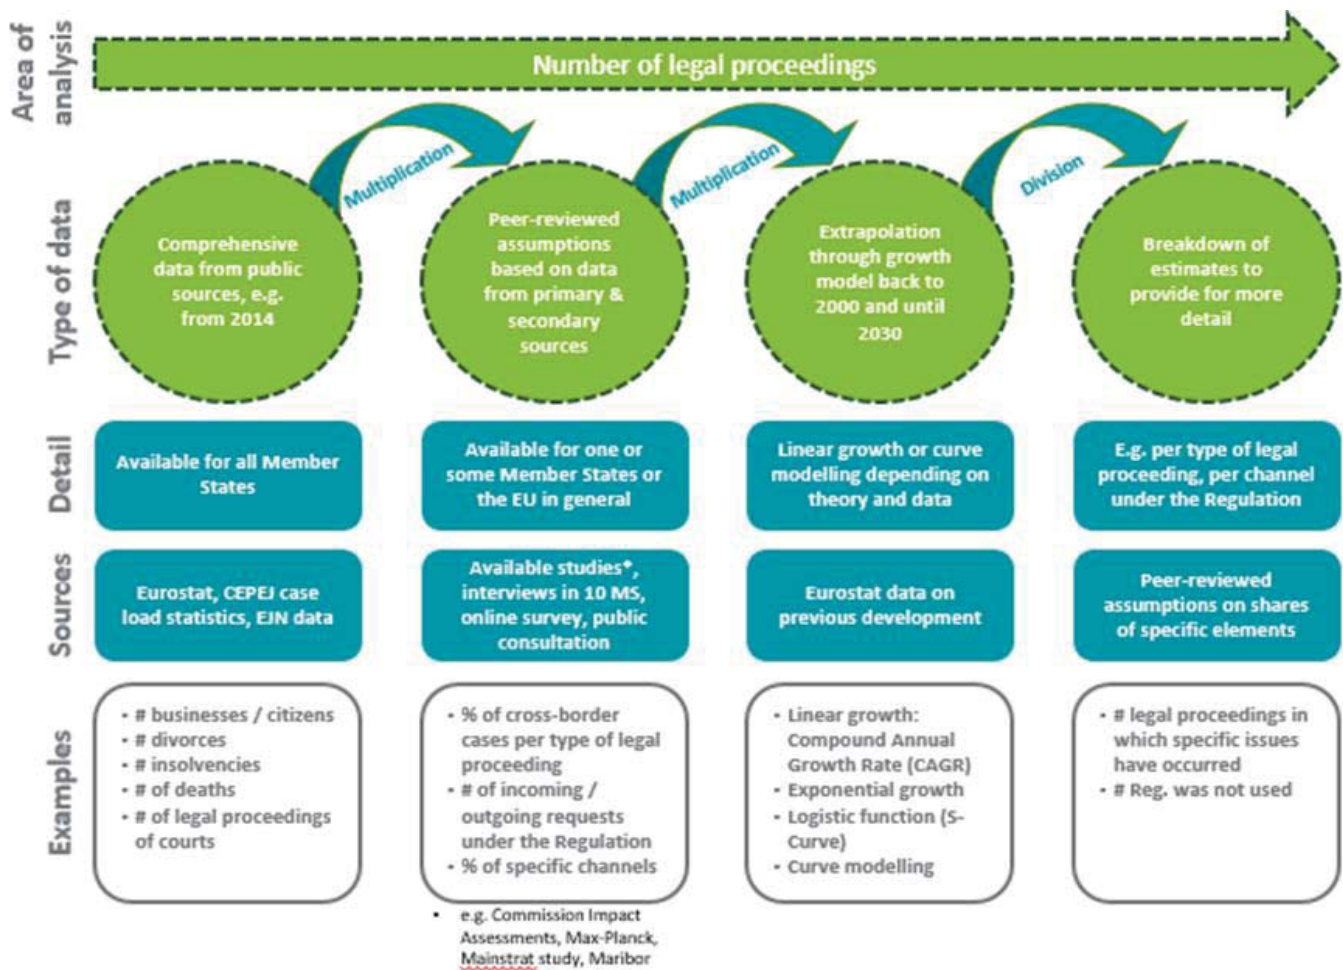 Area of
analysis
Number of legal proceedings
Multiplication
Multiplication
Division
Type of data
Comprehensive
data from public
sources, e.g.
from 2014
Peer-reviewed
assumptions
based on data
from primary &
secondary
sources
Extrapolation
through growth
model back to
2000 and until
2030
Breakdown of
estimates to
provide for more
detail
Detail
Available for all Member
States
Available for one or
some Member States or
the EU in general
Linear growth or curve
modelling depending on
theory and data
E.g. per type of legal
proceeding, per channel
under the Regulation
Sources
Eurostat, CEPEJ case
load statistics, EJN data
Available studies*,
interviews in 10 MS,
online survey, public
consultation
Eurostat data on
previous development
Peer-reviewed
assumptions on shares
of specific elements
Examples
• # businesses / citizens
• # divorces
• # insolvencies
• # of deaths
• # of legal proceedings
of courts
• % of cross-border
cases per type of legal
proceeding
• # of incoming /
outgoing requests
under the Regulation
• % of specific channels
• Linear growth:
Compound Annual
Growth Rate (CAGR)
• Exponential growth
• Logistic function (S-
Curve)
• Curve modelling
• # legal proceedings in
which specific issues
have occurred
• # Reg. was not used
• e.g. Commission Impact
Assessments, Max-Planck,
Mainstrat study, Maribor